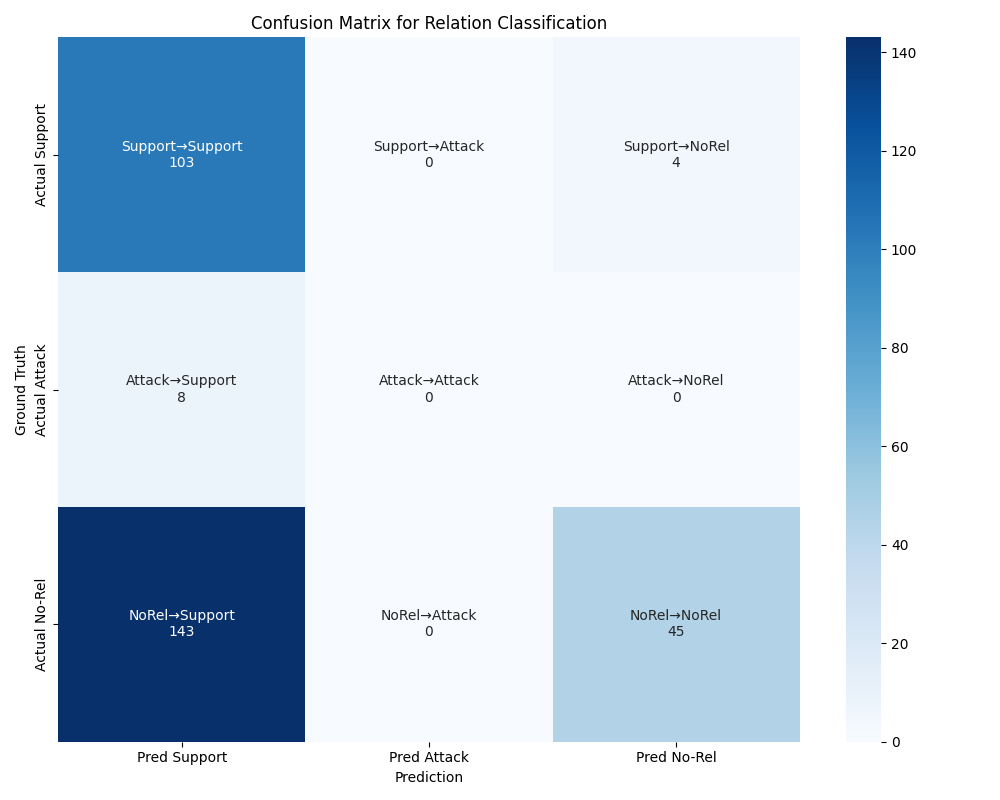 Confusion Matrix for Relation Classification
Ground Truth
Actual Support
Support→Support
103
Support→Attack
0
Support→NoRel
4
Actual Attack
Attack→Support
8
Attack→Attack
0
Attack→NoRel
0
Actual No-Rel
NoRel→Support
143
NoRel→Attack
0
NoRel→NoRel
45
Pred Support
Pred Attack
Pred No-Rel
Prediction
140
120
100
80
60
40
20
0